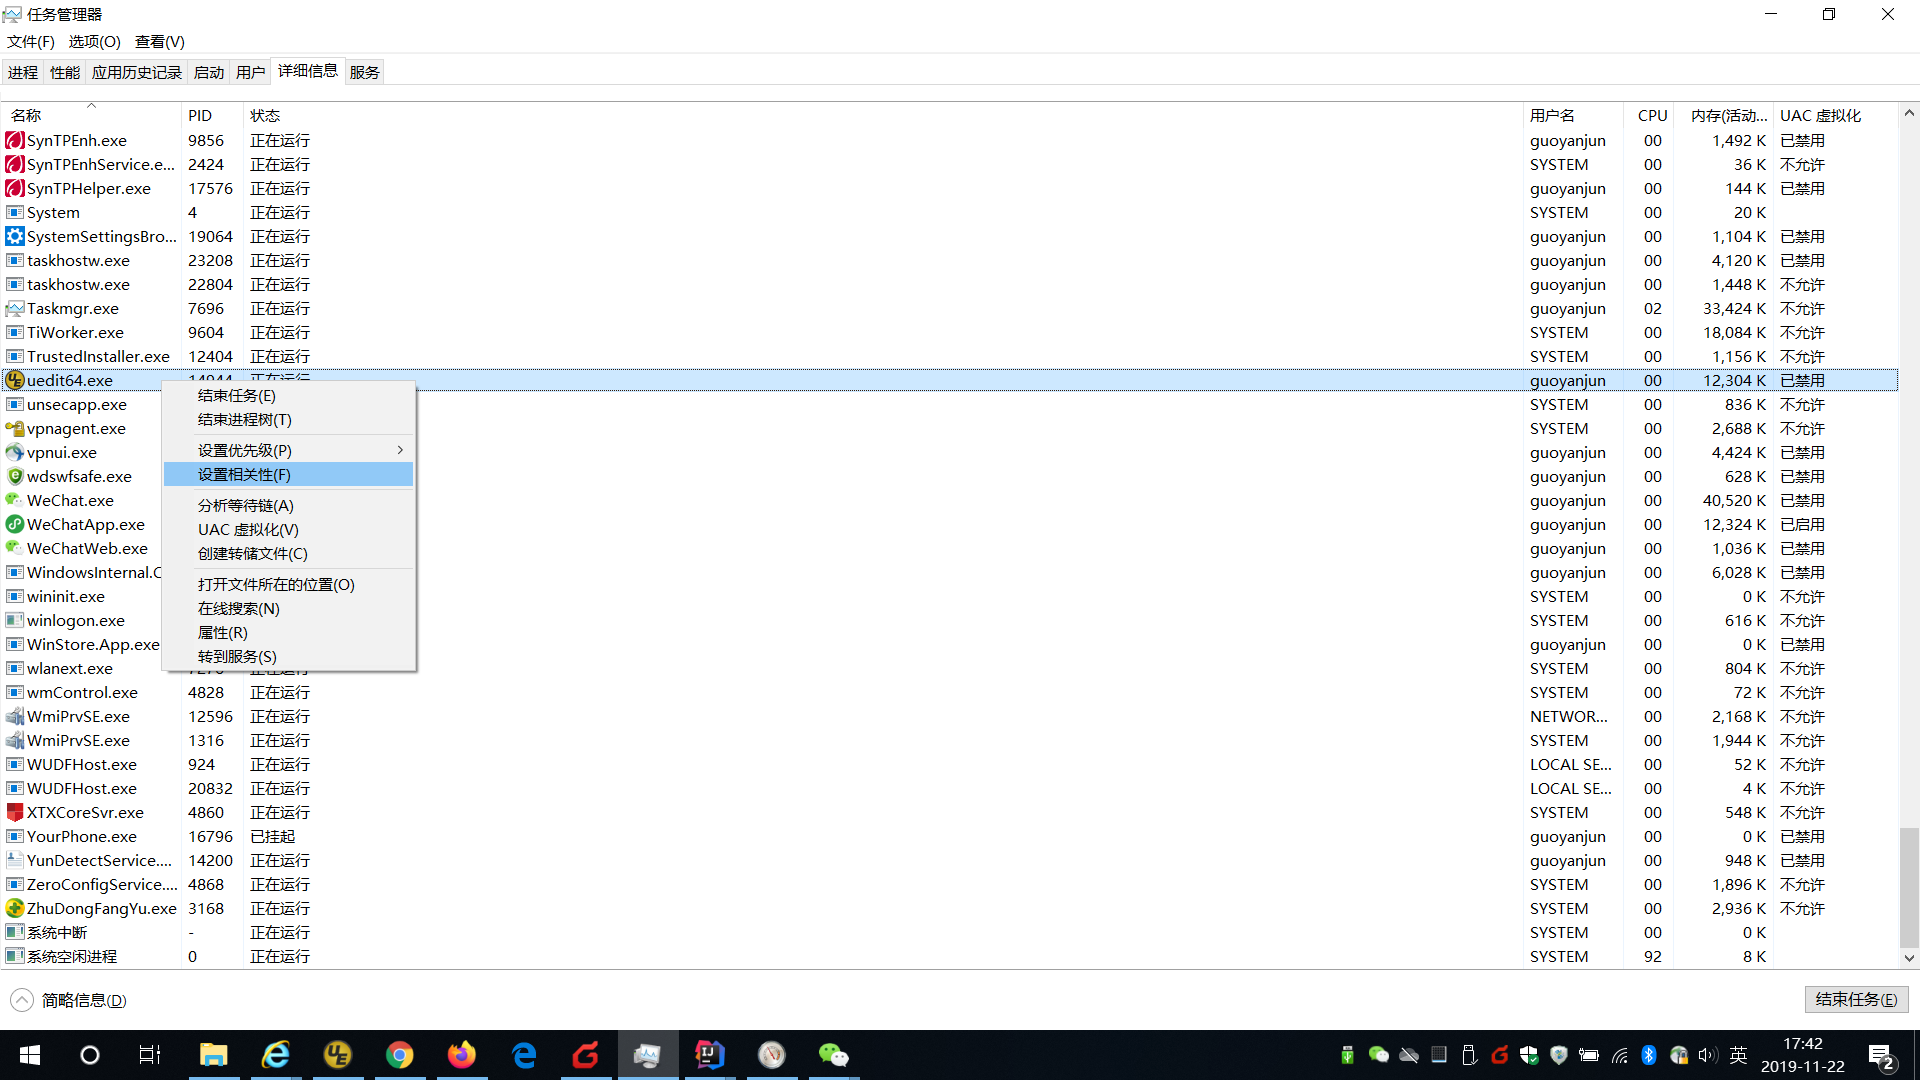 任务管理器
文件(F) 选项(O) 查看(V)
进程 性能 应用历史记录 启动 用户 详细信息 服务
名称 PID 状态 用户名 CPU 内存(活动... UAC 虚拟化
SynTPEnh.exe 9856 正在运行 guoyanjun 00 1,492 K 已禁用
SynTPEnhService.e... 2424 正在运行 SYSTEM 00 36 K 不允许
SynTPHelper.exe 17576 正在运行 guoyanjun 00 144 K 已禁用
System 4 正在运行 SYSTEM 00 20 K
SystemSettingsBro... 19064 正在运行 guoyanjun 00 1,104 K 已禁用
taskhostw.exe 23208 正在运行 guoyanjun 00 4,120 K 已禁用
taskhostw.exe 22804 正在运行 guoyanjun 00 1,448 K 不允许
Taskmgr.exe 7696 正在运行 guoyanjun 02 33,424 K 不允许
TiWorker.exe 9604 正在运行 SYSTEM 00 18,084 K 不允许
TrustedInstaller.exe 12404 正在运行 SYSTEM 00 1,156 K 不允许
uedit64.exe 正在运行 guoyanjun 00 12,304 K 已禁用
unsecapp.exe SYSTEM 00 836 K 不允许
vpnagent.exe SYSTEM 00 2,688 K 不允许
vpnui.exe guoyanjun 00 4,424 K 已禁用
wdswfsafe.exe guoyanjun 00 628 K 已禁用
WeChat.exe guoyanjun 00 40,520 K 已禁用
WeChatApp.exe guoyanjun 00 12,324 K 已启用
WeChatWeb.exe guoyanjun 00 1,036 K 已禁用
WindowsInternal.C guoyanjun 00 6,028 K 已禁用
wininit.exe SYSTEM 00 0 K 不允许
winlogon.exe SYSTEM 00 616 K 不允许
WinStore.App.exe guoyanjun 00 0 K 已禁用
wlanext.exe 正在运行 SYSTEM 00 804 K 不允许
结束任务(E)
结束进程树(T)
设置优先级(P)
设置相关性(F)
分析等待链(A)
UAC 虚拟化(V)
创建转储文件(C)
打开文件所在的位置(O)
在线搜索(N)
属性(R)
转到服务(S)
wmControl.exe 4828 正在运行 SYSTEM 00 72 K 不允许
WmiPrvSE.exe 12596 正在运行 NETWOR... 00 2,168 K 不允许
WmiPrvSE.exe 1316 正在运行 SYSTEM 00 1,944 K 不允许
WUDFHost.exe 924 正在运行 LOCAL SE... 00 52 K 不允许
WUDFHost.exe 20832 正在运行 LOCAL SE... 00 4 K 不允许
XTXCoreSvr.exe 4860 正在运行 SYSTEM 00 548 K 不允许
YourPhone.exe 16796 已挂起 guoyanjun 00 0 K 已禁用
YunDetectService.... 14200 正在运行 guoyanjun 00 948 K 已禁用
ZeroConfigService.... 4868 正在运行 SYSTEM 00 1,896 K 不允许
ZhuDongFangYu.exe 3168 正在运行 SYSTEM 00 2,936 K 不允许
系统中断 - 正在运行 SYSTEM 00 0 K
系统空闲进程 0 正在运行 SYSTEM 92 8 K
简略信息(D) 结束任务(E)
英 17:42
2019-11-22 2